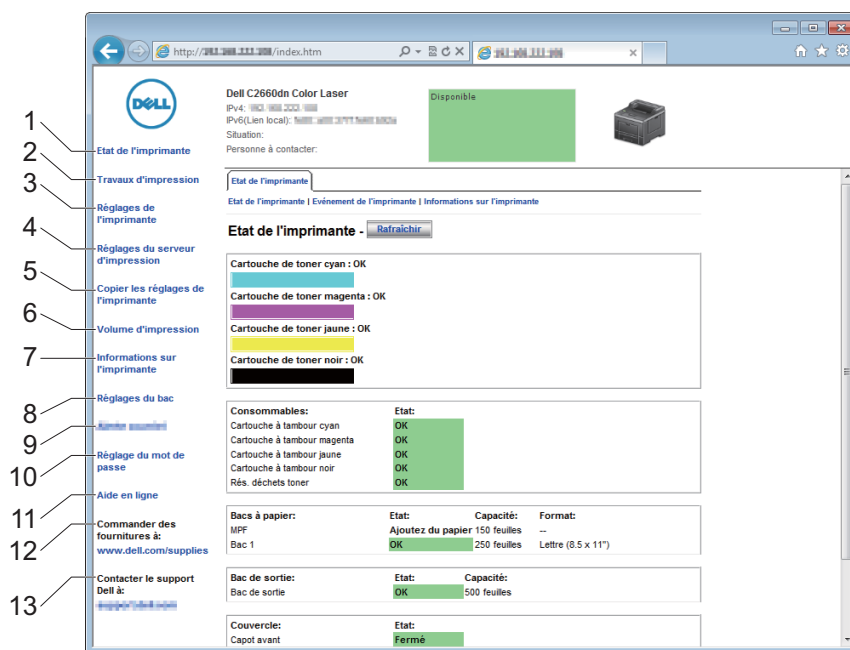 http://
/index.htm
DELL
Dell C2660dn Color Laser
IPv4:
IPv6(Lien local):
Situation:
Personne à contacter:
Disponible
1
2
3
4
5
6
7
8
9
10
11
12
13
Etat de l'imprimante
Travaux d'impression
Réglages de
l'imprimante
Réglages du serveur
d'impression
Copier les réglages de
l'imprimante
Volume d'impression
Informations sur
l'imprimante
Réglages du bac
Réglage du mot de
passe
Aide en ligne
Commander des
fournitures à:
www.dell.com/supplies
Contacter le support
Dell à:
Etat de l'imprimante
Etat de l'imprimante | Evénement de l'imprimante | Informations sur l'imprimante
Etat de l'imprimante - Rafraîchir
Cartouche de toner cyan : OK
Cartouche de toner magenta : OK
Cartouche de toner jaune : OK
Cartouche de toner noir : OK
Consommables: Etat:
Cartouche à tambour cyan OK
Cartouche à tambour magenta OK
Cartouche à tambour jaune OK
Cartouche à tambour noir OK
Rés. déchets toner OK
Bacs à papier: Etat: Capacité: Format:
MPF Ajoutez du papier 150 feuilles --
Bac 1 OK 250 feuilles Lettre (8.5 x 11")
Bac de sortie: Etat: Capacité:
Bac de sortie OK 500 feuilles
Couvercle: Etat:
Capot avant Fermé